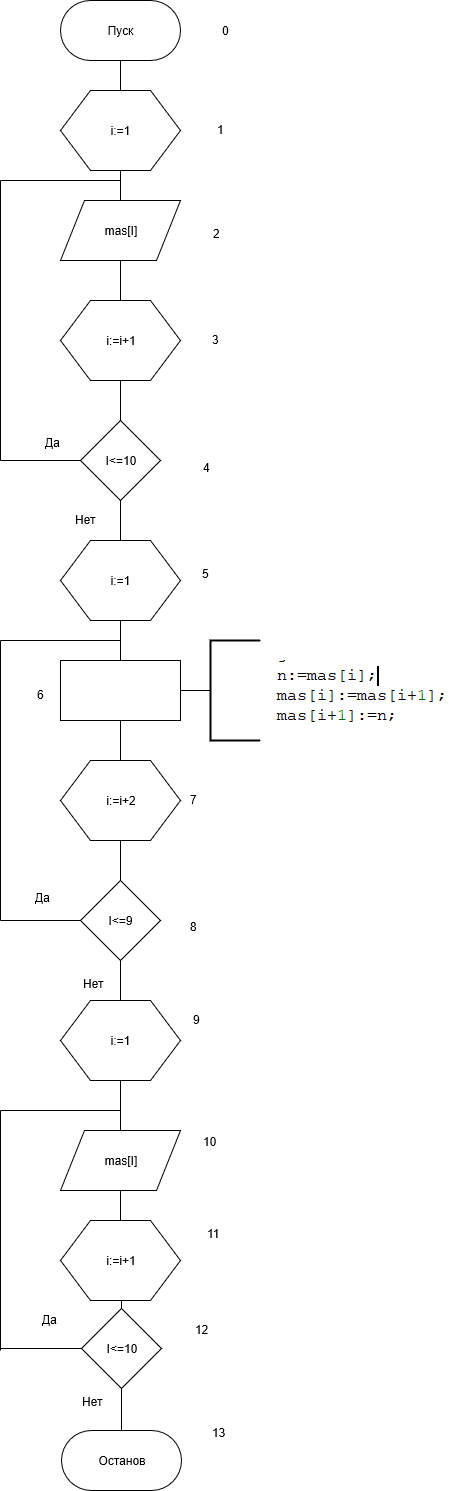 Пуск
0
i:=1
1
mas[I]
2
i:=i+1
3
Да
I<=10
4
Нет
i:=1
5
6
n:=mas[i];
mas[i]:=mas[i+1];
mas[i+1]:=n;
i:=i+2
7
Да
I<=9
8
Нет
i:=1
9
mas[I]
10
i:=i+1
11
Да
I<=10
12
Нет
Останов
13